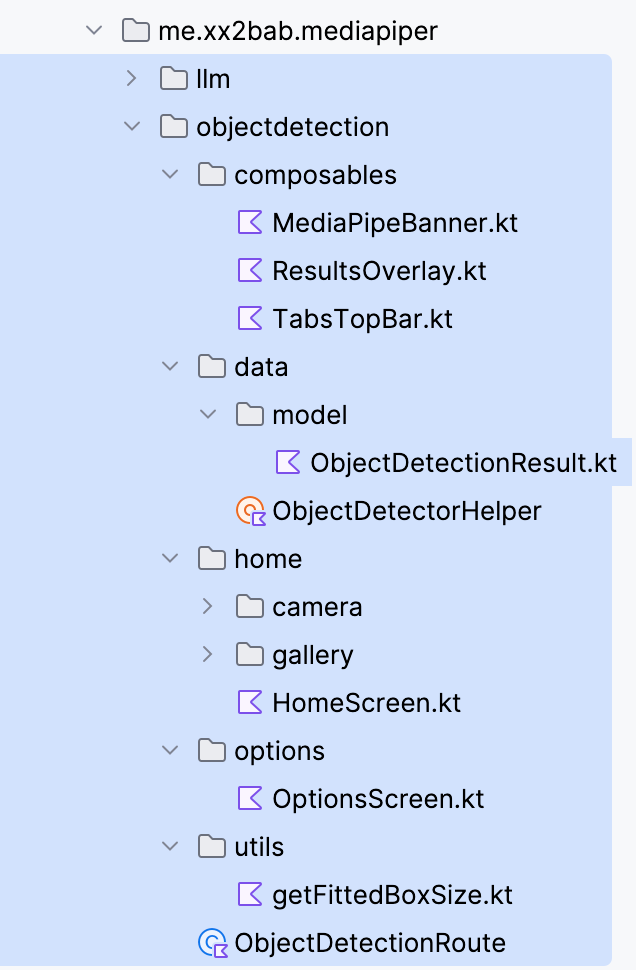 me.xx2bab.mediapiper
llm
objectdetection
composables
MediaPipeBanner.kt
ResultsOverlay.kt
TabsTopBar.kt
data
model
ObjectDetectionResult.kt
ObjectDetectorHelper
home
camera
gallery
HomeScreen.kt
options
OptionsScreen.kt
utils
getFittedBoxSize.kt
ObjectDetectionRoute